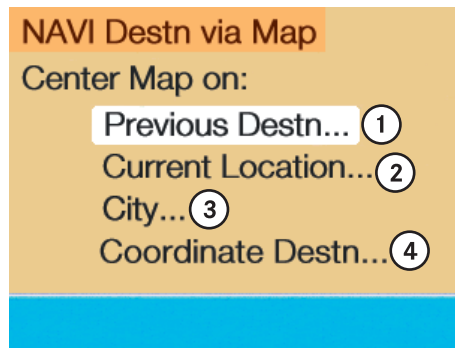 NAVI Destn via Map
Center Map on:
Previous Destn... 1
Current Location... 2
City... 3
Coordinate Destn... 4